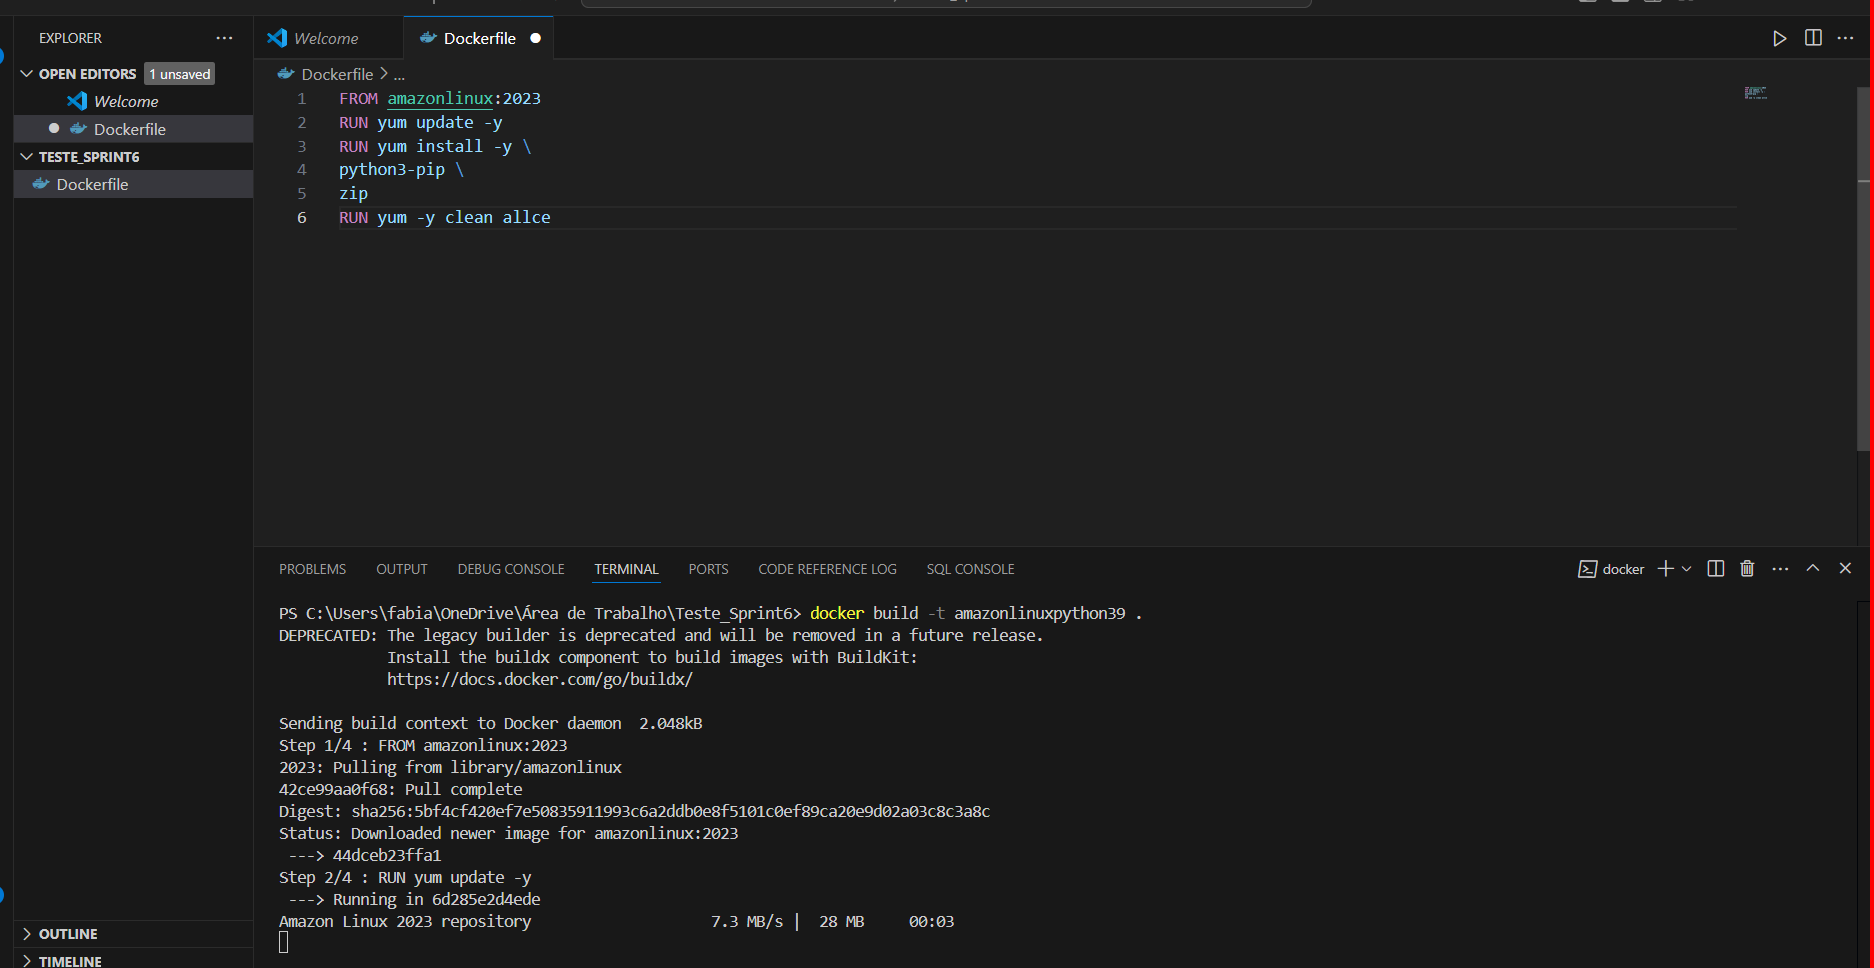 EXPLORER ...
OPEN EDITORS 1 unsaved
Welcome
Dockerfile
TESTE_SPRINT6
Dockerfile
OUTLINE
TIMELINE
Welcome
Dockerfile
Dockerfile > ...
1 FROM amazonlinux:2023
2 RUN yum update -y
3 RUN yum install -y \
4 python3-pip \
5 zip
6 RUN yum -y clean allce
PROBLEMS OUTPUT DEBUG CONSOLE TERMINAL PORTS CODE REFERENCE LOG SQL CONSOLE docker
PS C:\Users\fabia\OneDrive\Área de Trabalho\Teste_Sprint6> docker build -t amazonlinuxpython39 .
DEPRECATED: The legacy builder is deprecated and will be removed in a future release.
Install the buildx component to build images with BuildKit:
https://docs.docker.com/go/buildx/
Sending build context to Docker daemon 2.048kB
Step 1/4 : FROM amazonlinux:2023
2023: Pulling from library/amazonlinux
42ce99aa0f68: Pull complete
Digest: sha256:5bf4cf420ef7e50835911993c6a2ddb0e8f5101c0ef89ca20e9d02a03c8c3a8c
Status: Downloaded newer image for amazonlinux:2023
---> 44dceb23ffa1
Step 2/4 : RUN yum update -y
---> Running in 6d285e2d4ede
Amazon Linux 2023 repository 7.3 MB/s | 28 MB 00:03